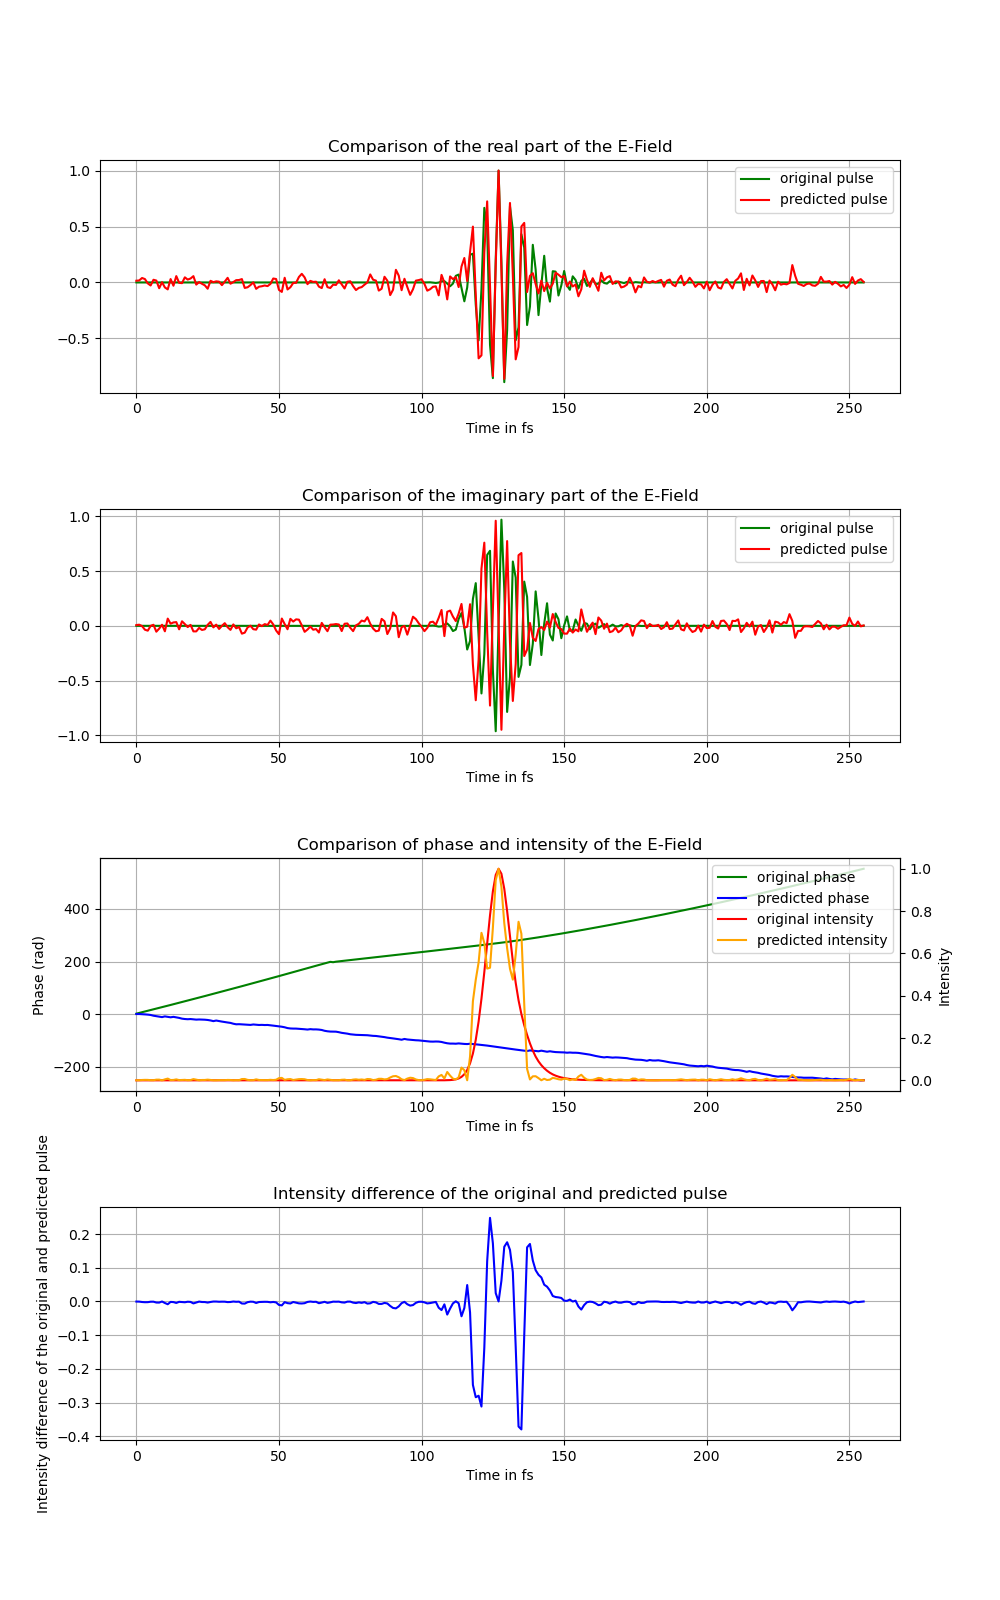 Comparison of the real part of the E-Field
1.0
0.5
0.0
−0.5
original pulse
predicted pulse
0 50 100 150 200 250
Time in fs
Comparison of the imaginary part of the E-Field
1.0
0.5
0.0
−0.5
−1.0
original pulse
predicted pulse
0 50 100 150 200 250
Time in fs
Comparison of phase and intensity of the E-Field
Phase (rad)
400
200
0
−200
original phase
predicted phase
original intensity
predicted intensity
1.0
0.8
0.6
0.4
0.2
0.0
Intensity
0 50 100 150 200 250
Time in fs
Intensity difference of the original and predicted pulse
Intensity difference of the original and predicted pulse
0.2
0.1
0.0
−0.1
−0.2
−0.3
−0.4
0 50 100 150 200 250
Time in fs